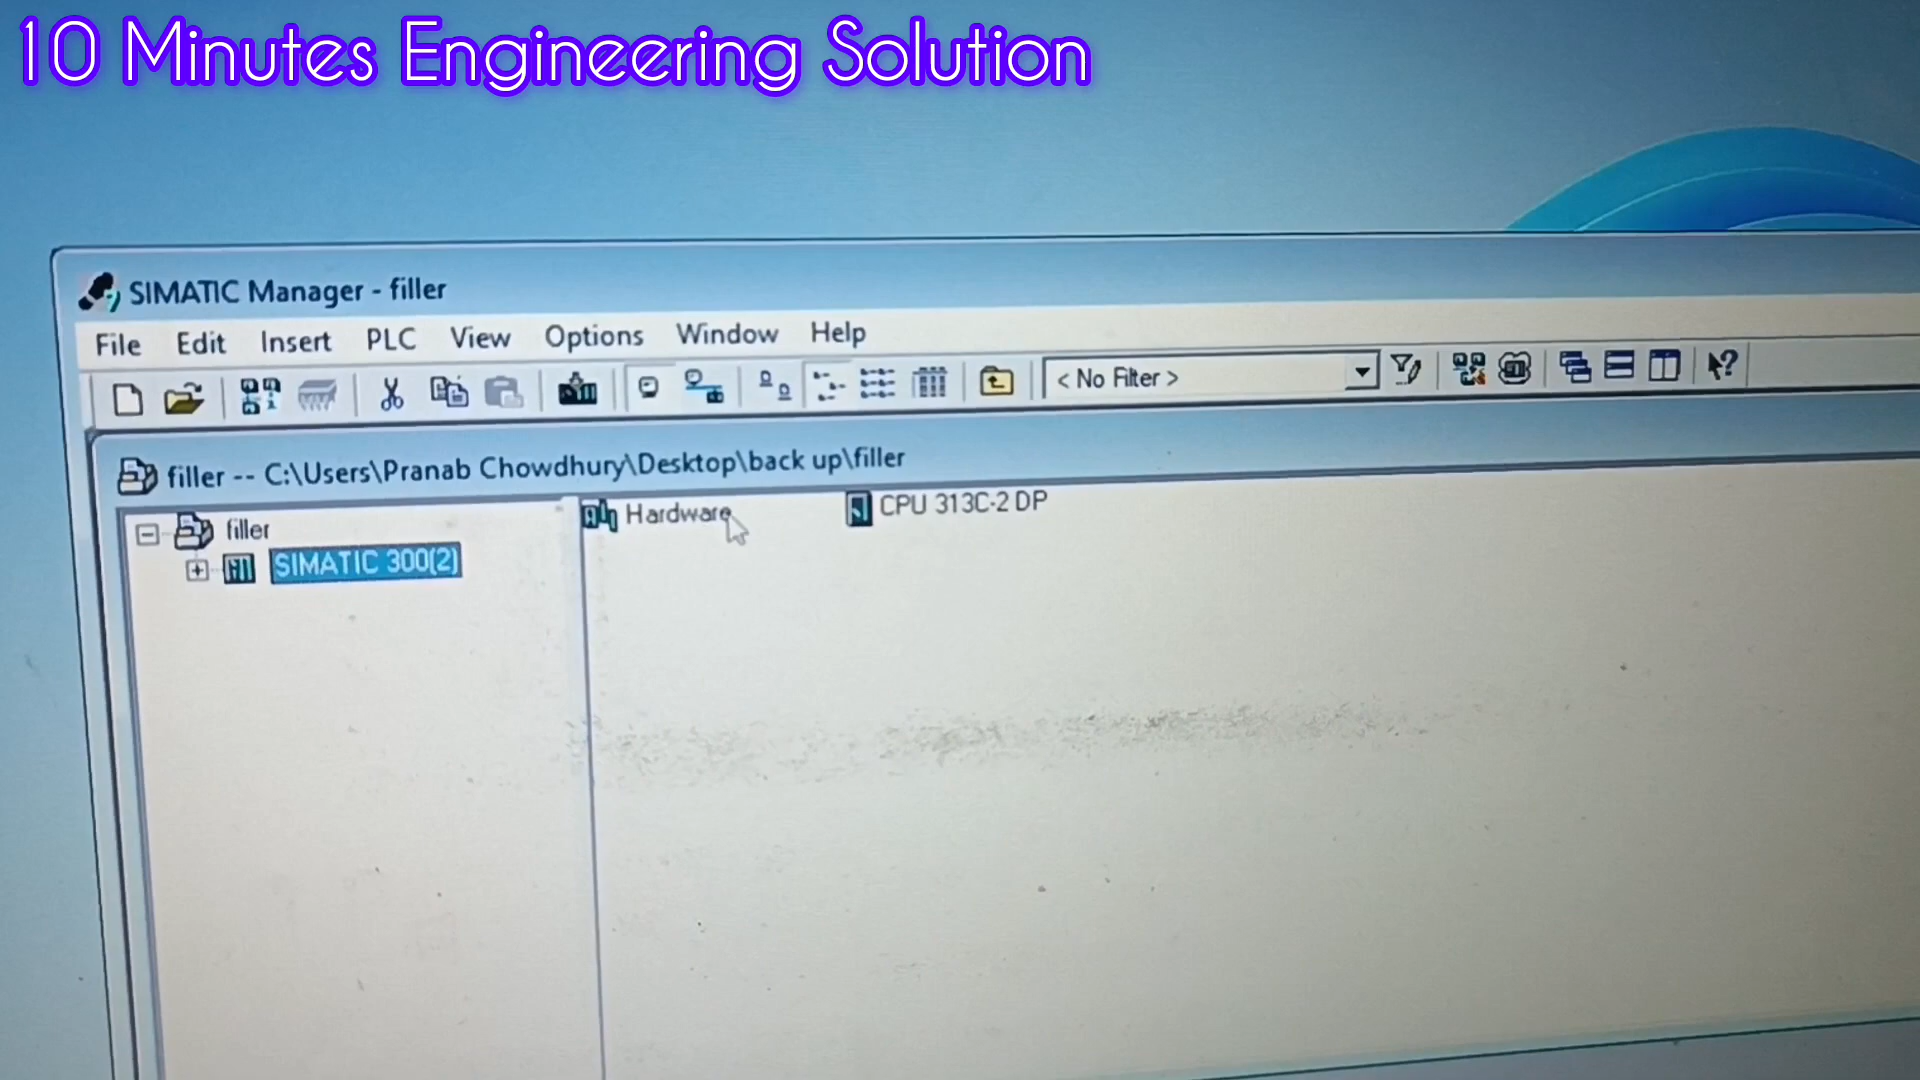 10 Minutes Engineering Solution
SIMATIC Manager - filler
File Edit Insert PLC View Options Window Help
< No Filter >
filler -- C:\Users\Pranab Chowdhury\Desktop\back up\filler
filler
SIMATIC 300(2)
Hardware
CPU 313C-2 DP